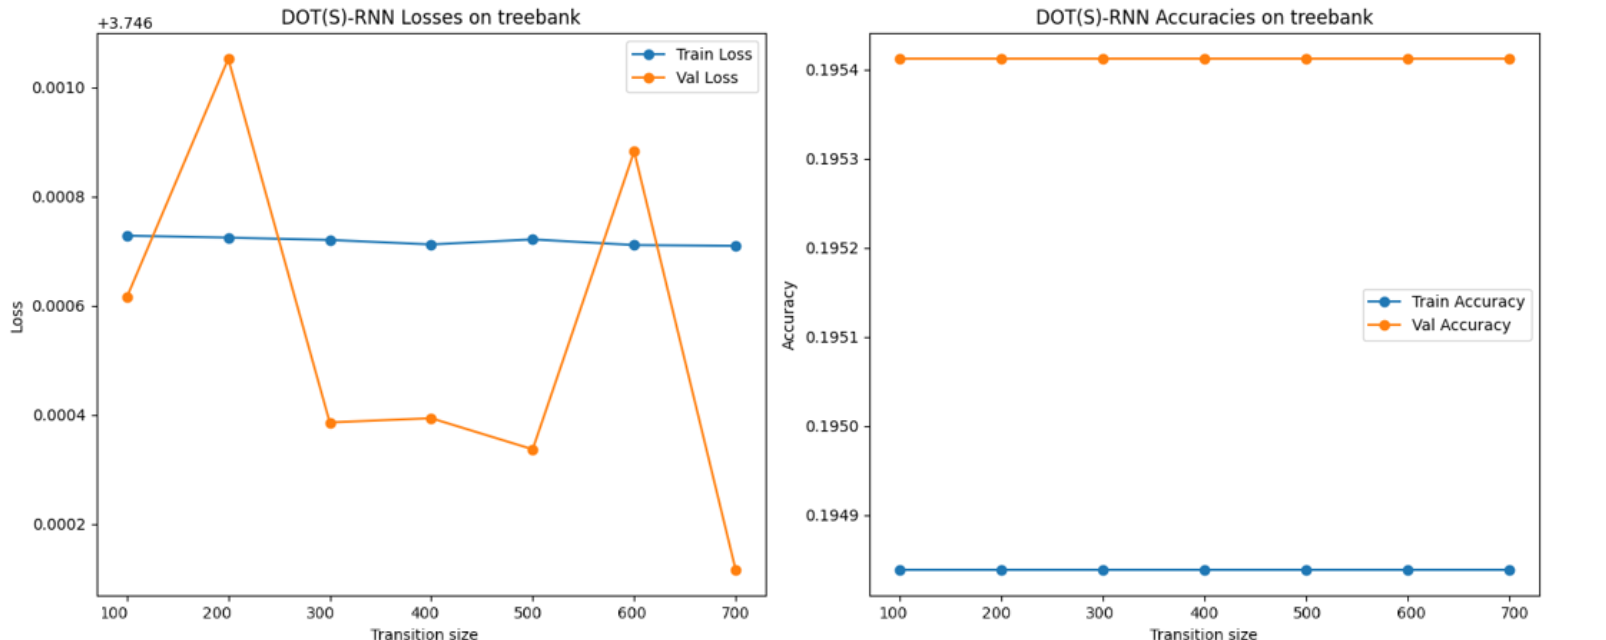 DOT(S)-RNN Losses on treebank
+3.746
Train Loss
Val Loss
0.0010
0.0008
0.0006
0.0004
0.0002
Loss
100 200 300 400 500 600 700
Transition size
DOT(S)-RNN Accuracies on treebank
0.1954
0.1953
0.1952
0.1951
0.1950
0.1949
Accuracy
Train Accuracy
Val Accuracy
100 200 300 400 500 600 700
Transition size